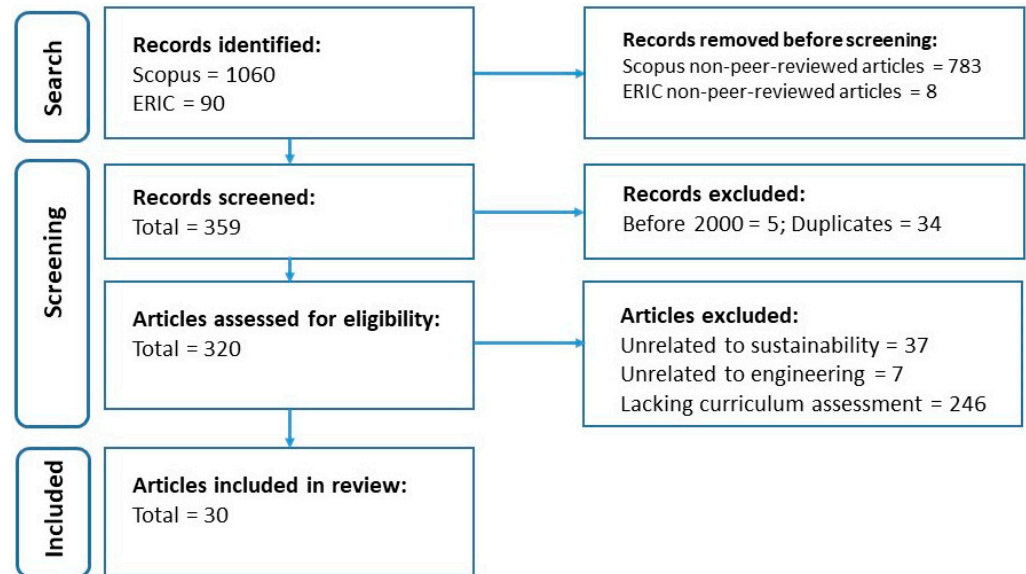 Search
Records identified:
Scopus = 1060
ERIC = 90
Records removed before screening:
Scopus non-peer-reviewed articles = 783
ERIC non-peer-reviewed articles = 8
Screening
Records screened:
Total = 359
Records excluded:
Before 2000 = 5; Duplicates = 34
Articles assessed for eligibility:
Total = 320
Articles excluded:
Unrelated to sustainability = 37
Unrelated to engineering = 7
Lacking curriculum assessment = 246
Included
Articles included in review:
Total = 30